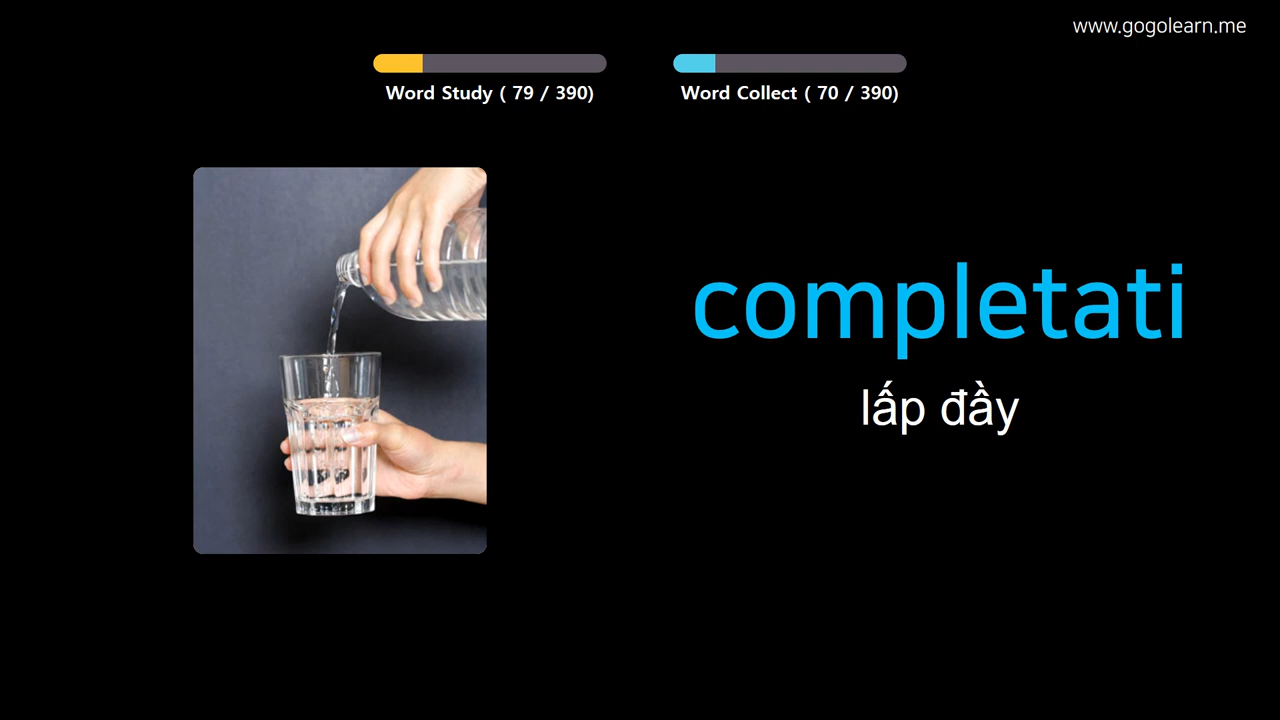 www.gogolearn.me
Word Study ( 79 / 390)
Word Collect ( 70 / 390)
completati
lấp đầy